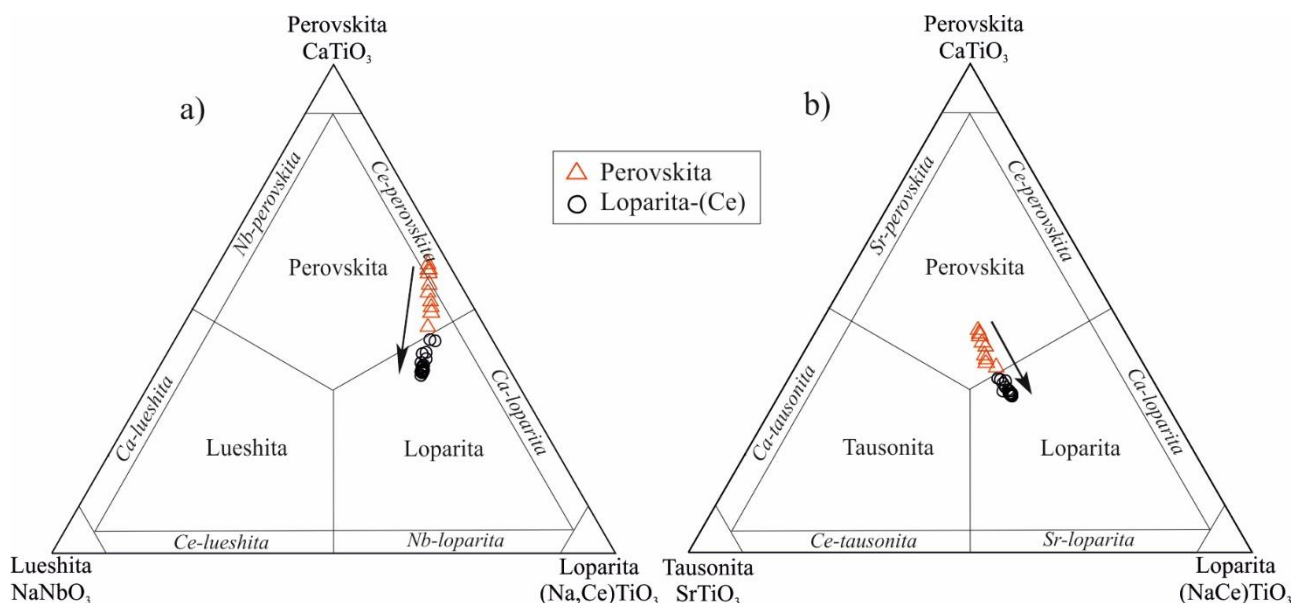 Perovskita
CaTiO₃
a)
Nb-perovskita
Ce-perovskita
Perovskita
Ca-lueshita
Ca-loparita
Lueshita
Loparita
Ce-lueshita
Nb-loparita
Lueshita
NaNbO₃
Loparita
(Na,Ce)TiO₃
Perovskita
Loparita-(Ce)
Perovskita
CaTiO₃
b)
Sr-perovskita
Ce-perovskita
Perovskita
Ca-tausonita
Ca-loparita
Tausonita
Loparita
Ce-tausonita
Sr-loparita
Tausonita
SrTiO₃
Loparita
(NaCe)TiO₃